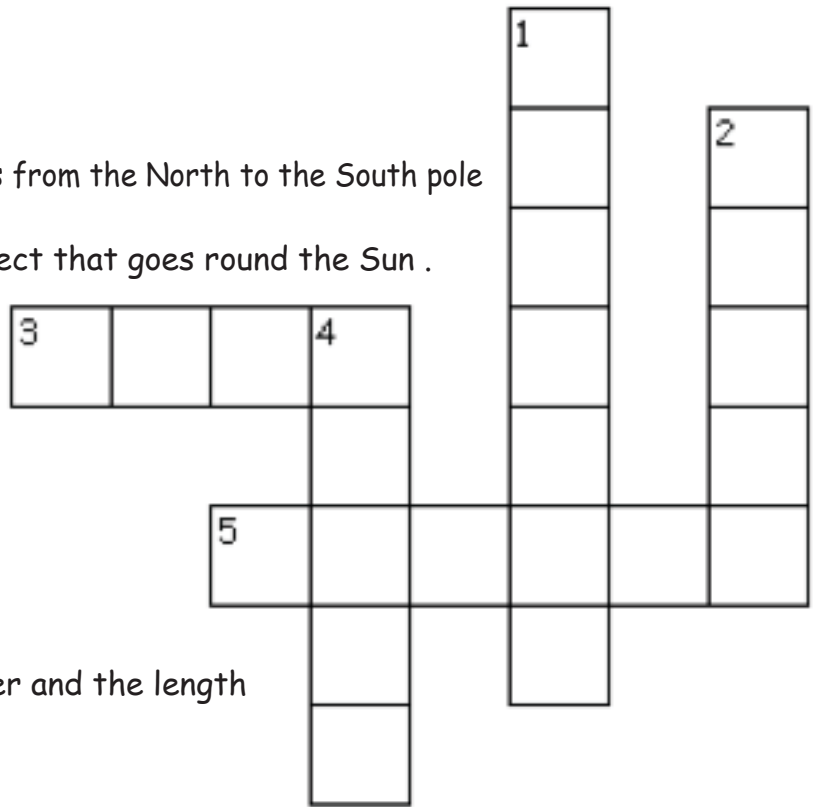 1
2
s from the North to the South pole
ect that goes round the Sun .
3 4
5
er and the length